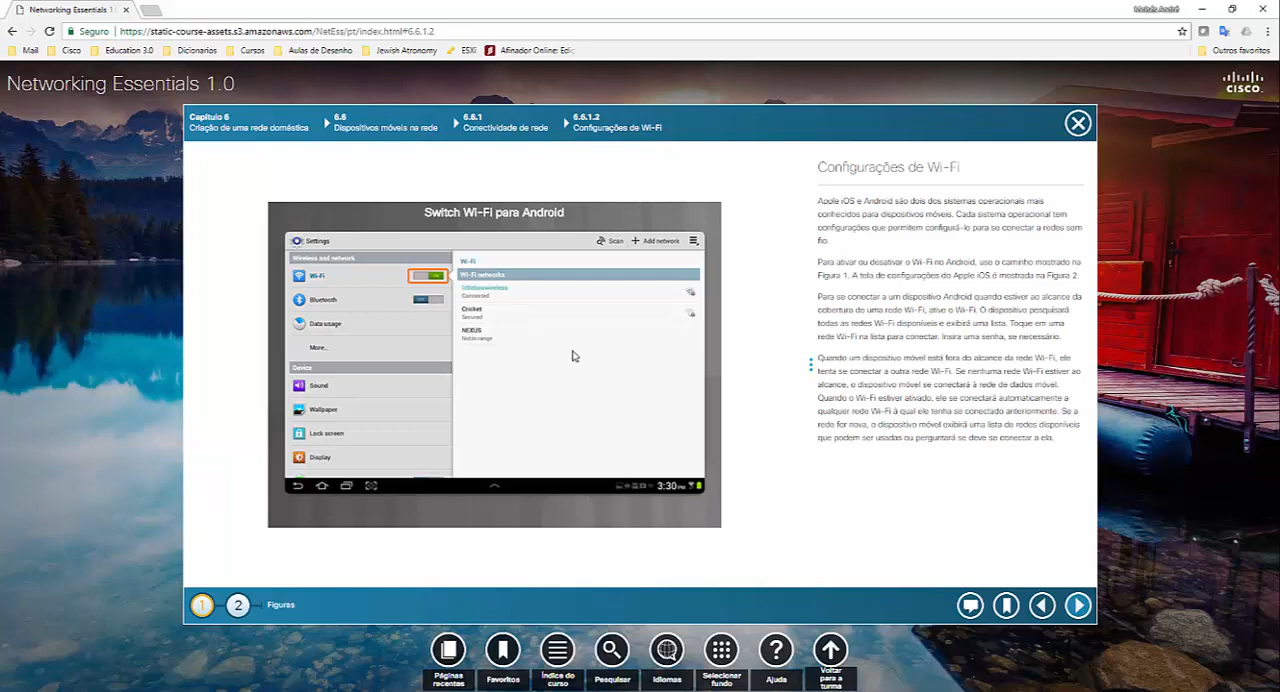 Networking Essentials 1.0
Moisés André
Seguro
https://static-course-assets.s3.amazonaws.com/NetEss/pt/index.html#6.6.1.2
Mail
Cisco
Education 3.0
Dicionarios
Cursos
Aulas de Desenho
Jewish Atronomy
ESXi
Afinador Online: Edic
Outros favoritos
Networking Essentials 1.0
CISCO.
Capítulo 6
Criação de uma rede doméstica
6.6
Dispositivos móveis na rede
6.6.1
Conectividade de rede
6.6.1.2
Configurações de Wi-Fi
Switch Wi-Fi para Android
Settings
Scan
Add network
Wireless and network
Wi-Fi
Bluetooth
Data usage
More...
Device
Sound
Wallpaper
Lock screen
Display
Wi-Fi
Wi-Fi networks
Connected
Cricket
Secured
NEXUS
Not in range
3:30 PM
Configurações de Wi-Fi
Apple iOS e Android são dois dos sistemas operacionais mais
conhecidos para dispositivos móveis. Cada sistema operacional tem
configurações que permitem configurá-lo para se conectar a redes sem
fio.
Para ativar ou desativar o Wi-Fi no Android, use o caminho mostrado na
Figura 1. A tela de configurações do Apple iOS é mostrada na Figura 2.
Para se conectar a um dispositivo Android quando estiver ao alcance da
cobertura de uma rede Wi-Fi, ative o Wi-Fi. O dispositivo pesquisará
todas as redes Wi-Fi disponíveis e exibirá uma lista. Toque em uma
rede Wi-Fi na lista para conectar. Insira uma senha, se necessário.
Quando um dispositivo móvel está fora do alcance da rede Wi-Fi, ele
tenta se conectar a outra rede Wi-Fi. Se nenhuma rede Wi-Fi estiver ao
alcance, o dispositivo móvel se conectará à rede de dados móvel.
Quando o Wi-Fi estiver ativado, ele se conectará automaticamente a
qualquer rede Wi-Fi à qual ele tenha se conectado anteriormente. Se a
rede for nova, o dispositivo móvel exibirá uma lista de redes disponíveis
que podem ser usadas ou perguntará se deve se conectar a ela.
1
2
Figuras
Páginas
recentes
Favoritos
Índice do
curso
Pesquisar
Idiomas
Selecionar
fundo
Ajuda
Voltar
para a
turma